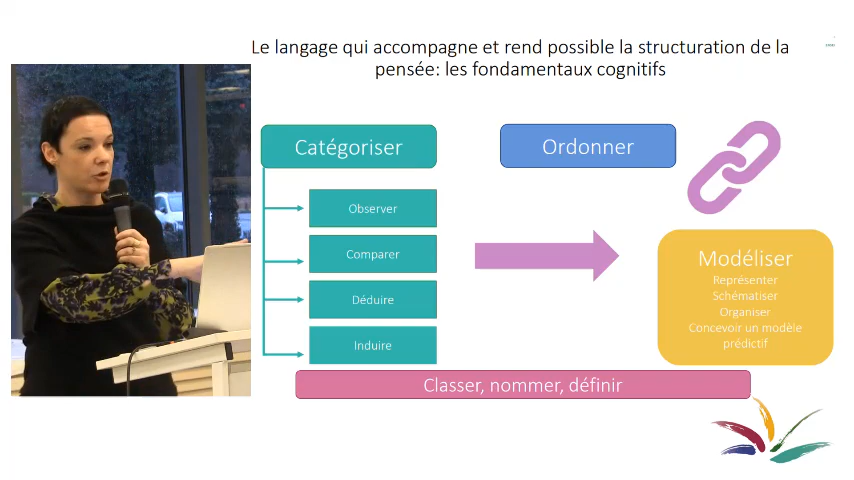 Le langage qui accompagne et rend possible la structuration de la
pensée: les fondamentaux cognitifs
Catégoriser
Ordonner
Observer
Comparer
Déduire
Induire
Modéliser
Représenter
Schématiser
Organiser
Concevoir un modèle
prédictif
Classer, nommer, définir